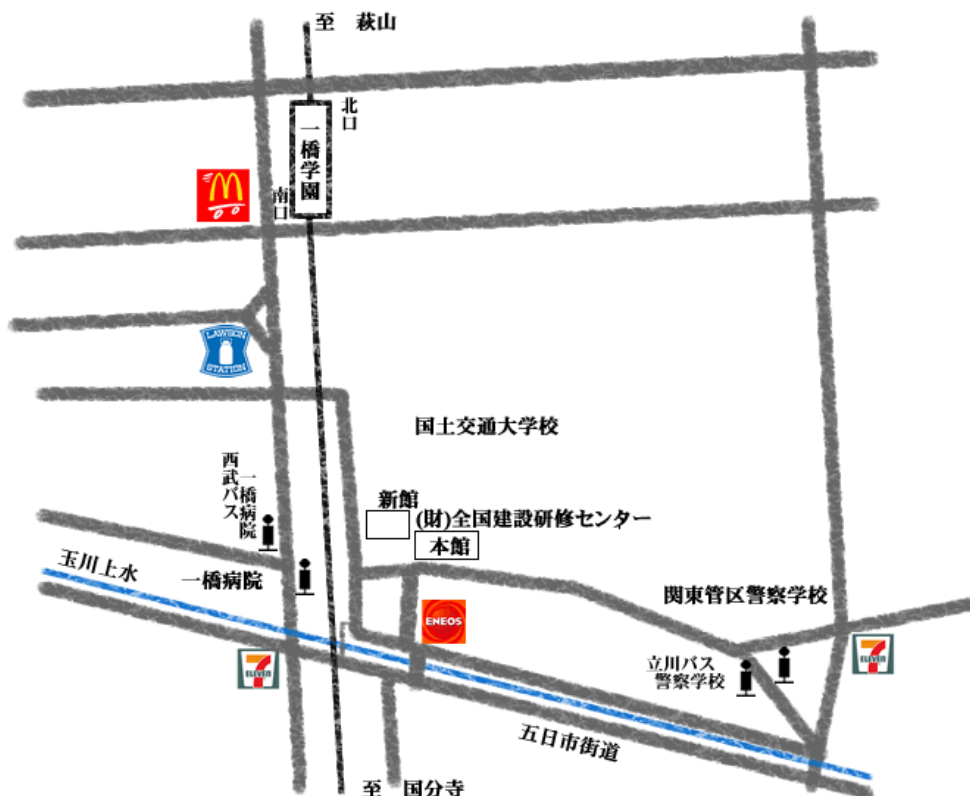 至 萩山
北口
一橋学園
南口
LAWSON
STATION
国土交通大学校
西武バス
一橋病院
新館
(財)全国建設研修センター
本館
玉川上水
一橋病院
関東管区警察学校
ENEOS
7
ELEVEN
7
ELEVEN
立川バス
警察学校
五日市街道
至 国分寺